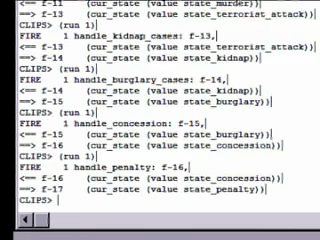 <== f-11 (cur_state (value state_murder))
==> f-13 (cur_state (value state_terrorist_attack))
CLIPS> (run 1)
FIRE 1 handle_kidnap_cases: f-13,
<== f-13 (cur_state (value state_terrorist_attack))
==> f-14 (cur_state (value state_kidnap))
CLIPS> (run 1)
FIRE 1 handle_burglary_cases: f-14,
<== f-14 (cur_state (value state_kidnap))
==> f-15 (cur_state (value state_burglary))
CLIPS> (run 1)
FIRE 1 handle_concession: f-15,
<== f-15 (cur_state (value state_burglary))
==> f-16 (cur_state (value state_concession))
CLIPS> (run 1)
FIRE 1 handle_penalty: f-16,
<== f-16 (cur_state (value state_concession))
==> f-17 (cur_state (value state_penalty))
CLIPS>